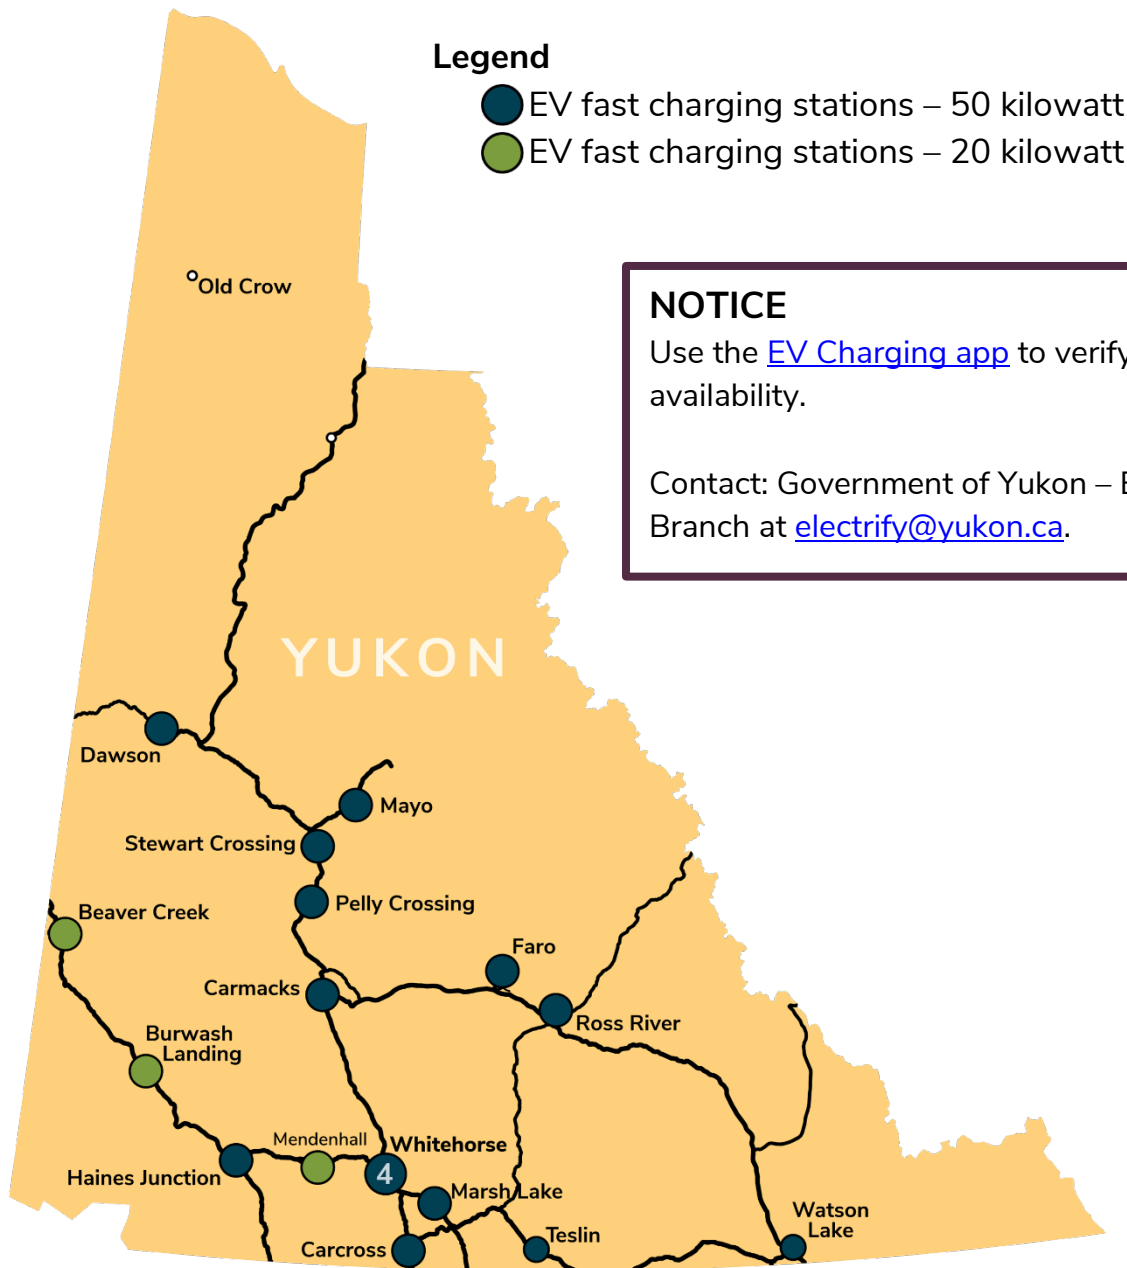 Legend
EV fast charging stations – 50 kilowatt
EV fast charging stations – 20 kilowatt
Old Crow
NOTICE
Use the EV Charging app to verify
availability.
Contact: Government of Yukon – E
Branch at electrify@yukon.ca.
YUKON
Dawson
Mayo
Stewart Crossing
Pelly Crossing
Beaver Creek
Faro
Carmacks
Ross River
Burwash
Landing
Mendenhall
Whitehorse
4
Haines Junction
Marsh Lake
Watson
Lake
Teslin
Carcross